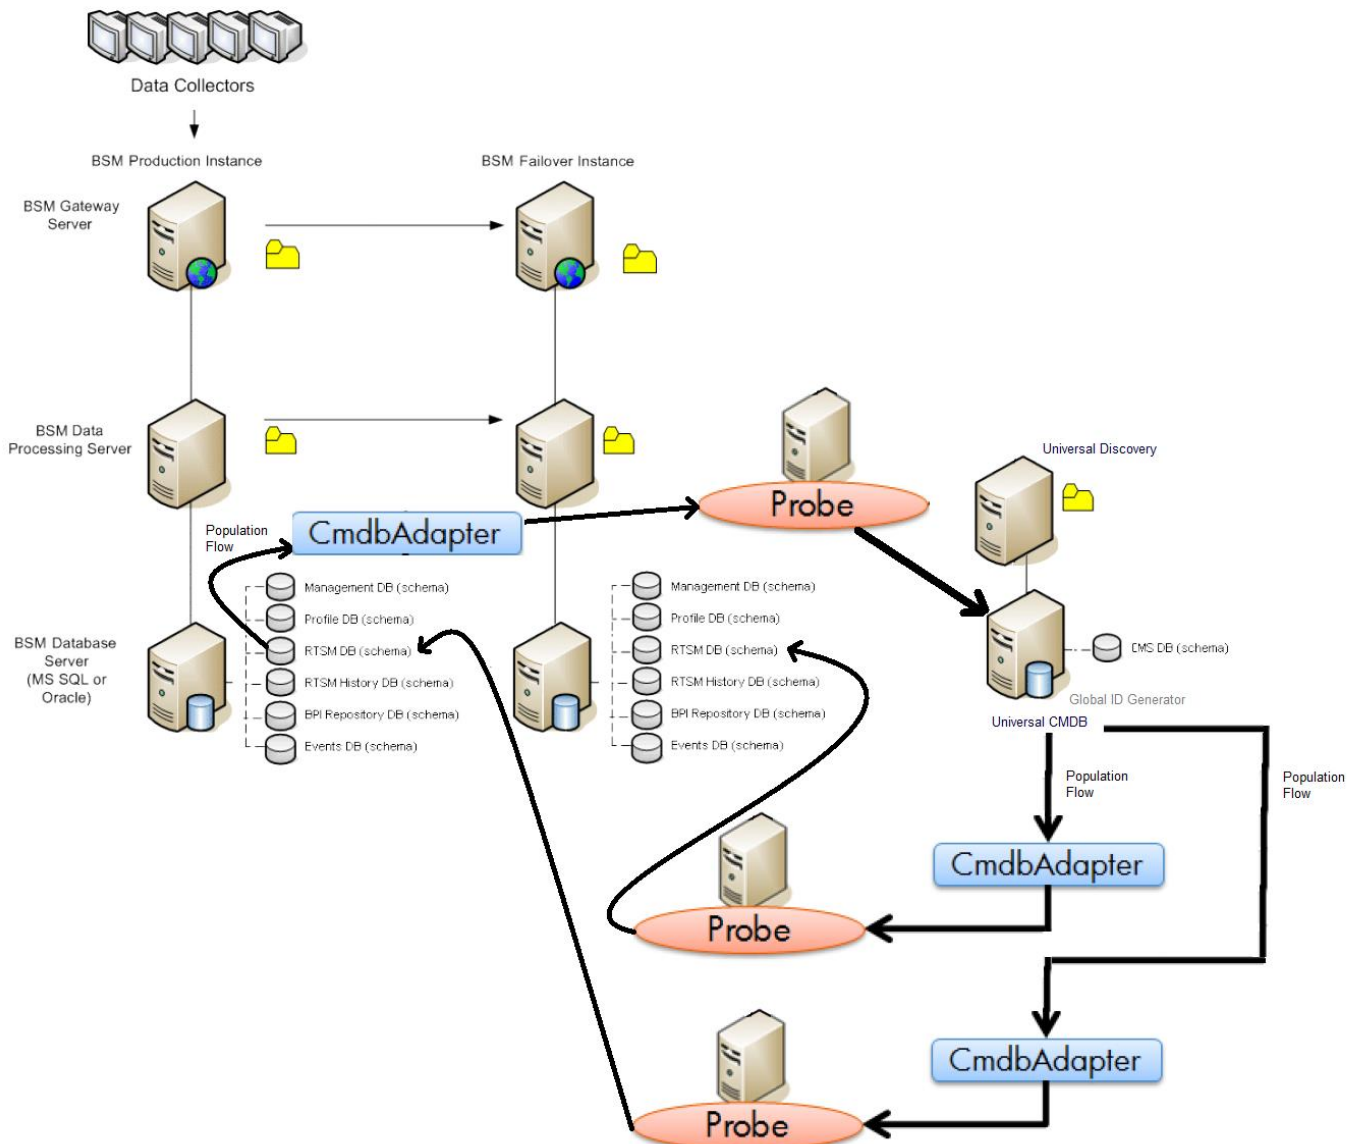 Data Collectors
BSM Production Instance
BSM Failover Instance
BSM Gateway
Server
BSM Data
Processing Server
Universal Discovery
Probe
CmdbAdapter
Population
Flow
Management DB (schema)
Profile DB (schema)
RTSM DB (schema)
RTSM History DB (schema)
BPI Repository DB (schema)
Events DB (schema)
BSM Database
Server
(MS SQL or
Oracle)
Management DB (schema)
Profile DB (schema)
RTSM DB (schema)
RTSM History DB (schema)
BPI Repository DB (schema)
Events DB (schema)
CMS DB (schema)
Global ID Generator
Universal CMDB
Population
Flow
Population
Flow
CmdbAdapter
Probe
CmdbAdapter
Probe